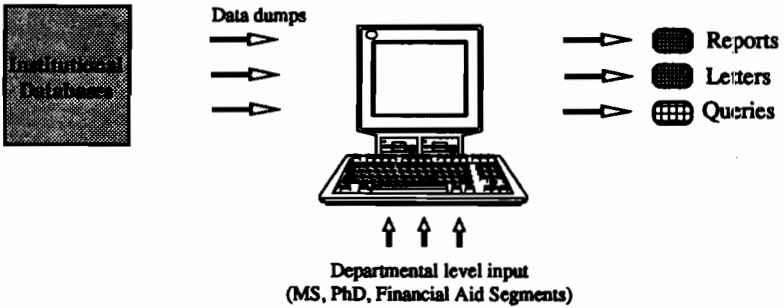 Data dumps
Institutional
Databases
Reports
Letters
Queries
Departmental level input
(MS, PhD, Financial Aid Segments)